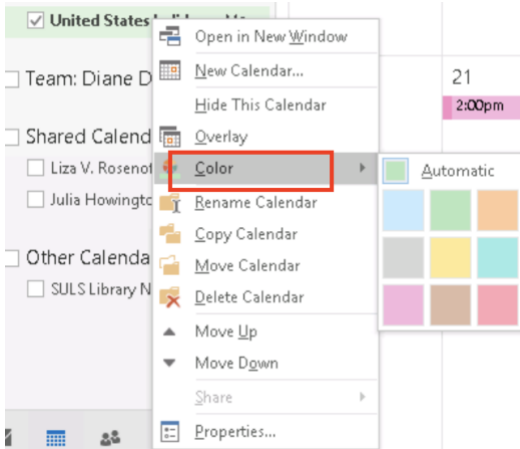 United States
Open in New Window
Team: Diane D
New Calendar...
21
2:00pm
Hide This Calendar
Shared Calend
Overlay
Liza V. Rosenof
Color
Automatic
Julia Howingto
Rename Calendar
Copy Calendar
Other Calenda
Move Calendar
SULS Library N
Delete Calendar
Move Up
Move Down
Share
Properties...